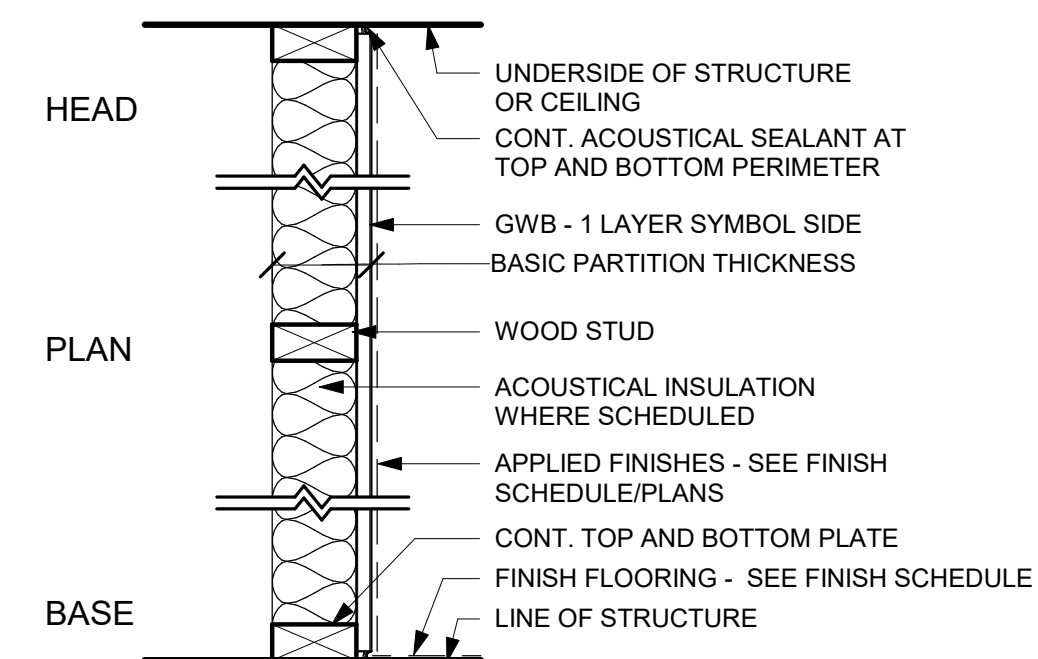 HEAD
UNDERSIDE OF STRUCTURE
OR CEILING
CONT. ACOUSTICAL SEALANT AT
TOP AND BOTTOM PERIMETER
GWB - 1 LAYER SYMBOL SIDE
BASIC PARTITION THICKNESS
PLAN
WOOD STUD
ACOUSTICAL INSULATION
WHERE SCHEDULED
APPLIED FINISHES - SEE FINISH
SCHEDULE/PLANS
CONT. TOP AND BOTTOM PLATE
FINISH FLOORING - SEE FINISH SCHEDULE
BASE
LINE OF STRUCTURE